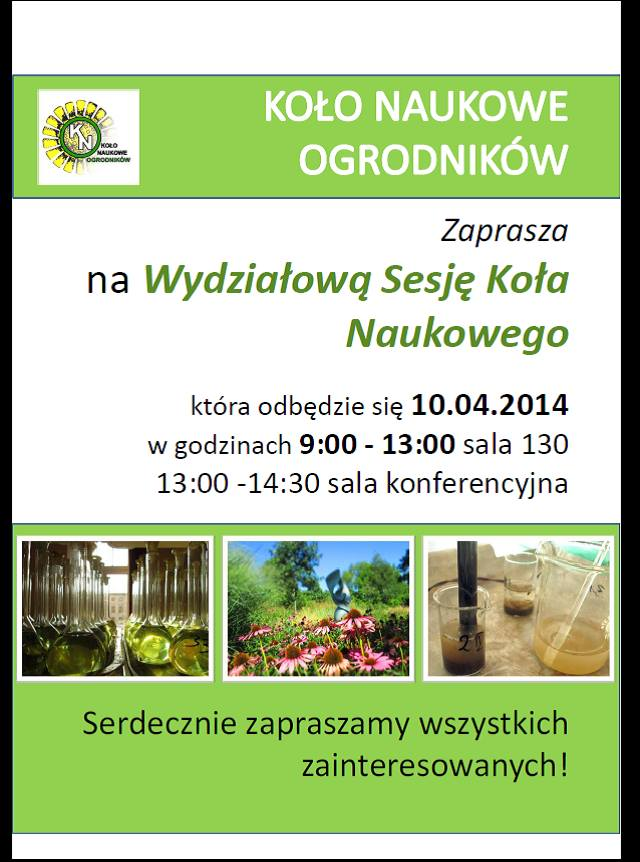 KN
KOŁO
NAUKOWE
OGRODNIKÓW
KOŁO NAUKOWE
OGRODNIKÓW
Zaprasza
na Wydziałową Sesję Koła
Naukowego
która odbędzie się 10.04.2014
w godzinach 9:00 - 13:00 sala 130
13:00 -14:30 sala konferencyjna
Serdecznie zapraszamy wszystkich
zainteresowanych!